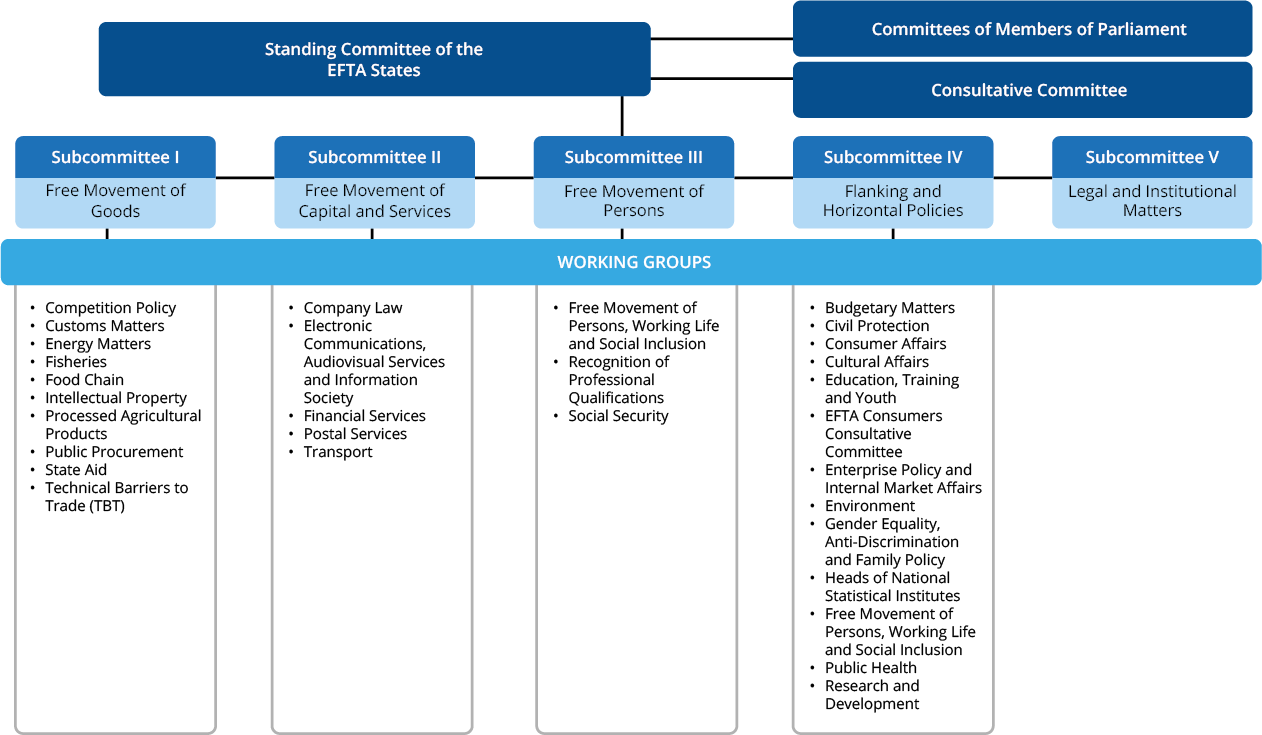 Standing Committee of the
EFTA States
Committees of Members of Parliament
Consultative Committee
Subcommittee I
Free Movement of
Goods
Subcommittee II
Free Movement of
Capital and Services
Subcommittee III
Free Movement of
Persons
Subcommittee IV
Flanking and
Horizontal Policies
Subcommittee V
Legal and Institutional
Matters
WORKING GROUPS
• Competition Policy
• Customs Matters
• Energy Matters
• Fisheries
• Food Chain
• Intellectual Property
• Processed Agricultural
Products
• Public Procurement
• State Aid
• Technical Barriers to
Trade (TBT)
• Company Law
• Electronic
Communications,
Audiovisual Services
and Information
Society
• Financial Services
• Postal Services
• Transport
• Free Movement of
Persons, Working Life
and Social Inclusion
• Recognition of
Professional
Qualifications
• Social Security
• Budgetary Matters
• Civil Protection
• Consumer Affairs
• Cultural Affairs
• Education, Training
and Youth
• EFTA Consumers
Consultative
Committee
• Enterprise Policy and
Internal Market Affairs
• Environment
• Gender Equality,
Anti-Discrimination
and Family Policy
• Heads of National
Statistical Institutes
• Free Movement of
Persons, Working Life
and Social Inclusion
• Public Health
• Research and
Development